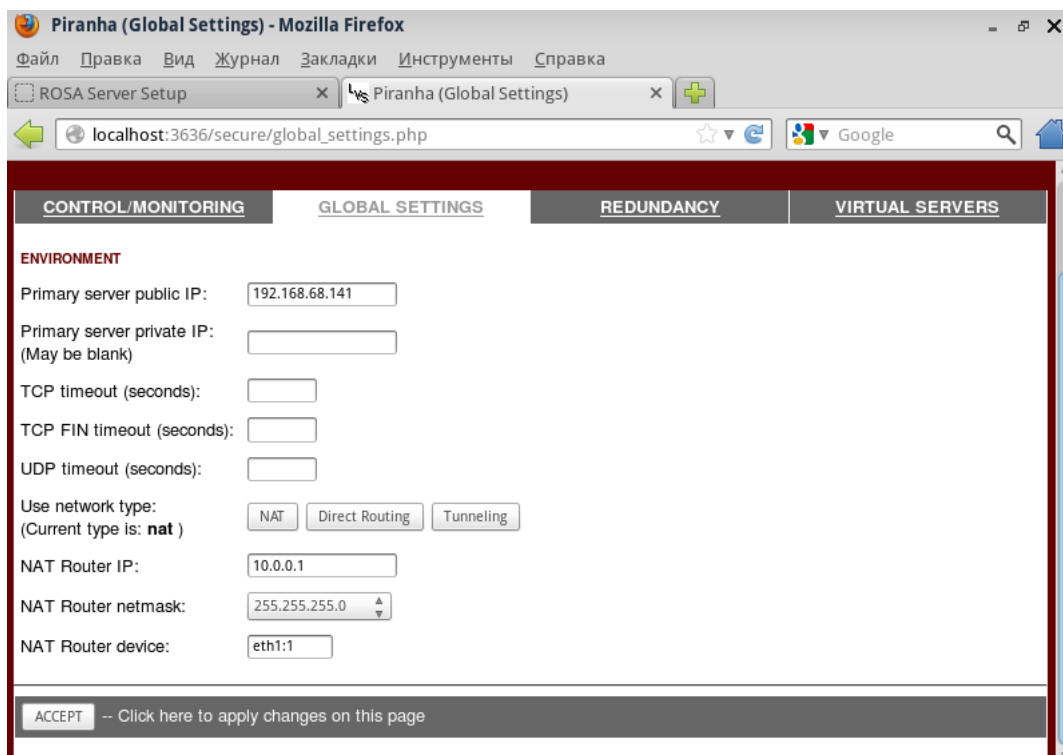 Piranha (Global Settings) - Mozilla Firefox
Файл Правка Вид Журнал Закладки Инструменты Справка
ROSA Server Setup
LVS Piranha (Global Settings)
localhost:3636/secure/global_settings.php
Google
CONTROL/MONITORING GLOBAL SETTINGS REDUNDANCY VIRTUAL SERVERS
ENVIRONMENT
Primary server public IP: 192.168.68.141
Primary server private IP:
(May be blank)
TCP timeout (seconds):
TCP FIN timeout (seconds):
UDP timeout (seconds):
Use network type:
(Current type is: nat )
NAT Direct Routing Tunneling
NAT Router IP: 10.0.0.1
NAT Router netmask: 255.255.255.0
NAT Router device: eth1:1
ACCEPT -- Click here to apply changes on this page